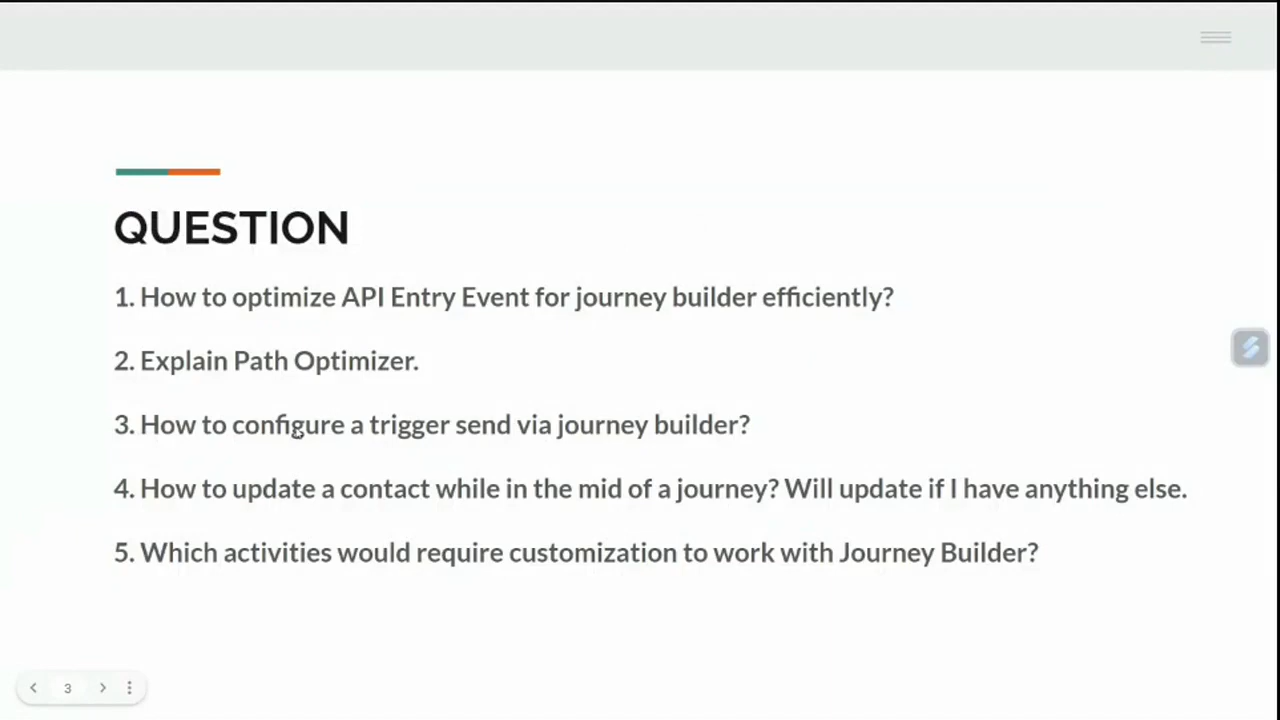 QUESTION
1. How to optimize API Entry Event for journey builder efficiently?
2. Explain Path Optimizer.
3. How to configure a trigger send via journey builder?
4. How to update a contact while in the mid of a journey? Will update if I have anything else.
5. Which activities would require customization to work with Journey Builder?
3